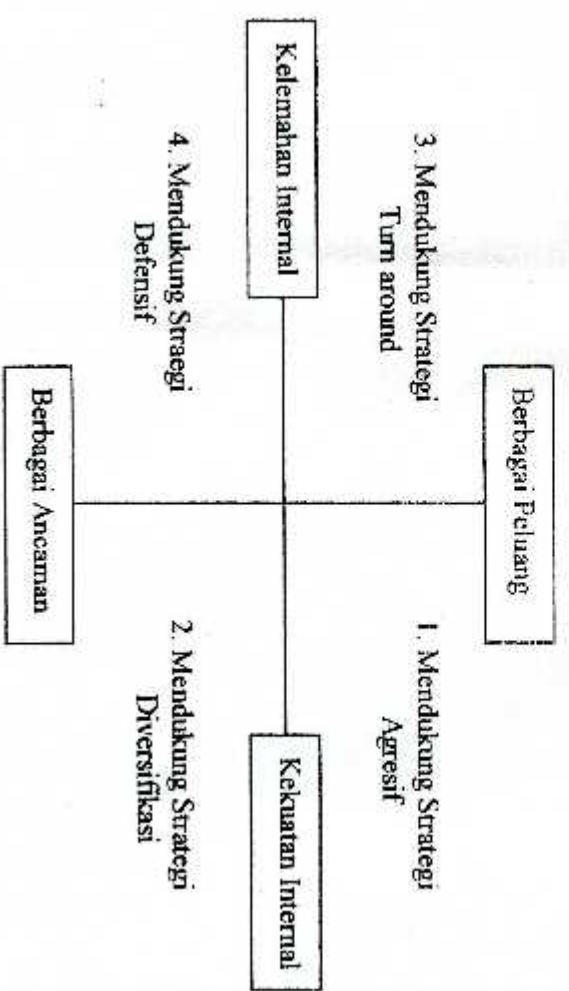 Berbagai Peluang
3. Mendukung Strategi
Turn around
1. Mendukung Strategi
Agresif
Kelemahan Internal
Kekuatan Internal
4. Mendukung Straegi
Defensif
2. Mendukung Strategi
Diversifikasi
Berbagai Ancaman